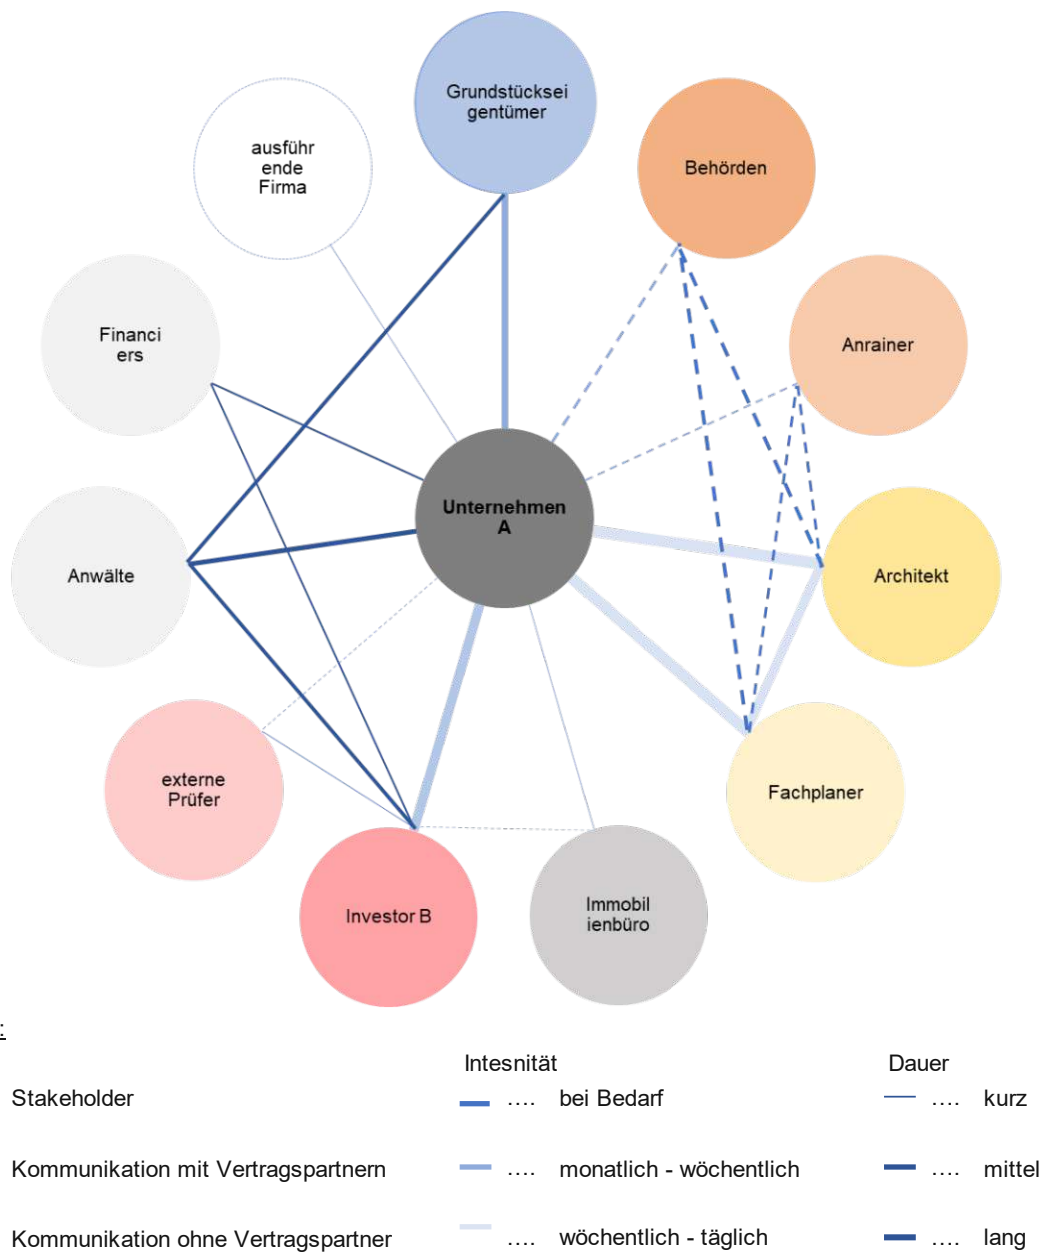 Grundstücksei
gentümer
Behörden
ausführ
ende
Firma
Financi
ers
Anrainer
Unternehmen
A
Anwälte
Architekt
externe
Prüfer
Fachplaner
Investor B
Immobil
ienbüro
:
Intesnität Dauer
Stakeholder .... bei Bedarf .... kurz
Kommunikation mit Vertragspartnern .... monatlich - wöchentlich .... mittel
Kommunikation ohne Vertragspartner .... wöchentlich - täglich .... lang